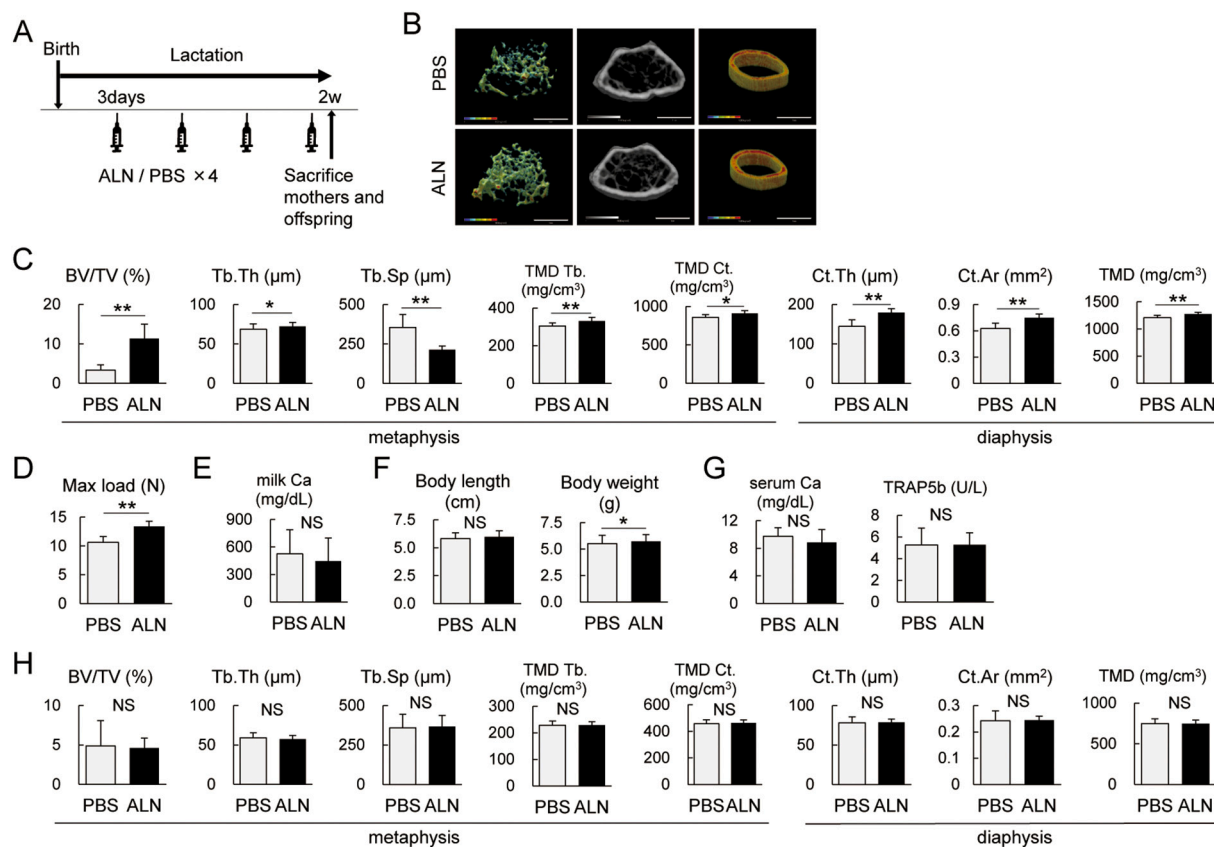 A
Birth
Lactation
3days
2w
ALN / PBS ×4
Sacrifice
mothers and
offspring
B
PBS
ALN
C
BV/TV (%)
20
10
0
**
PBS ALN
Tb.Th (µm)
100
50
0
*
PBS ALN
Tb.Sp (µm)
500
250
0
**
PBS ALN
TMD Tb.
(mg/cm³)
400
200
0
**
PBS ALN
TMD Ct.
(mg/cm³)
1000
500
0
*
PBS ALN
metaphysis
Ct.Th (µm)
200
100
0
**
PBS ALN
Ct.Ar (mm²)
0.9
0.6
0.3
0
**
PBS ALN
TMD (mg/cm³)
1500
1000
500
0
**
PBS ALN
diaphysis
D
Max load (N)
15
10
5
0
**
PBS ALN
E
milk Ca
(mg/dL)
900
600
300
0
NS
PBS ALN
F
Body length
(cm)
7.5
5.0
2.5
0.0
NS
PBS ALN
Body weight
(g)
7.5
5.0
2.5
0.0
*
PBS ALN
G
serum Ca
(mg/dL)
12
8
4
0
NS
PBS ALN
TRAP5b (U/L)
8
6
4
2
0
NS
PBS ALN
H
BV/TV (%)
10
5
0
NS
PBS ALN
Tb.Th (µm)
100
50
0
NS
PBS ALN
Tb.Sp (µm)
500
250
0
NS
PBS ALN
TMD Tb.
(mg/cm³)
300
200
100
0
NS
PBS ALN
TMD Ct.
(mg/cm³)
600
400
200
0
NS
PBSALN
metaphysis
Ct.Th (µm)
100
50
0
NS
PBS ALN
Ct.Ar (mm²)
0.3
0.2
0.1
0
NS
PBS ALN
TMD (mg/cm³)
1000
500
0
NS
PBS ALN
diaphysis